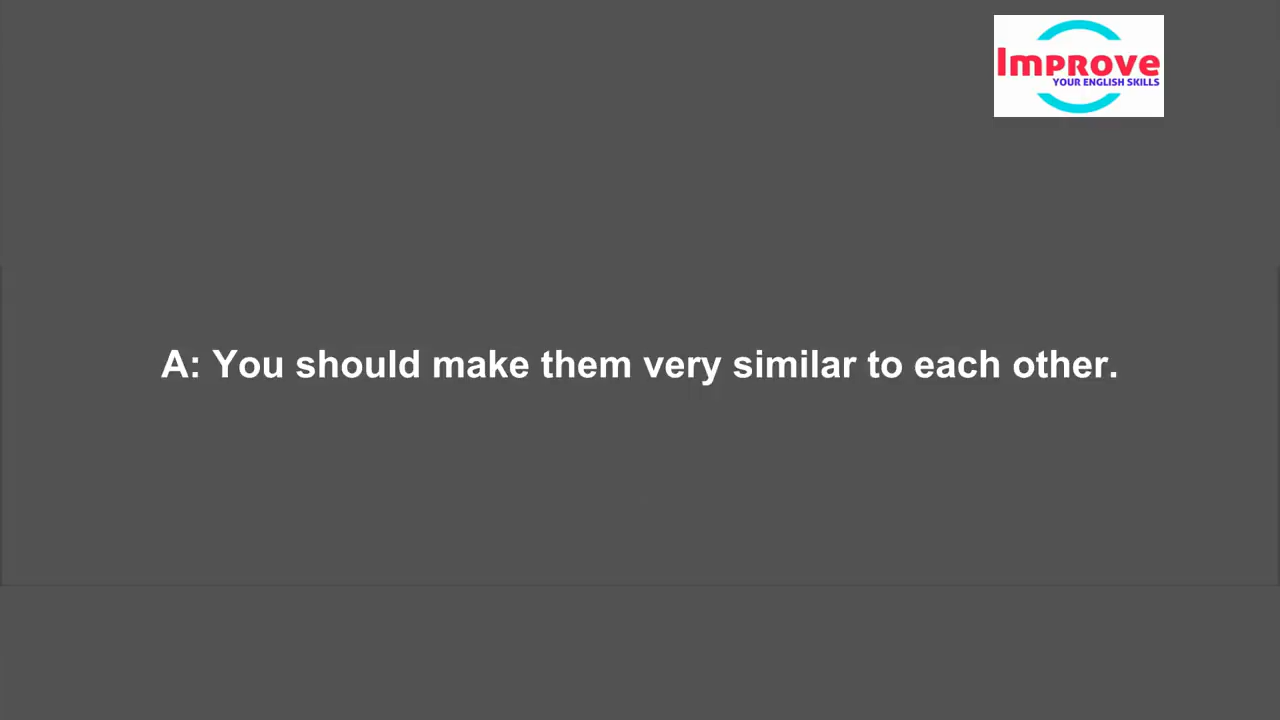 Improve
YOUR ENGLISH SKILLS
A: You should make them very similar to each other.